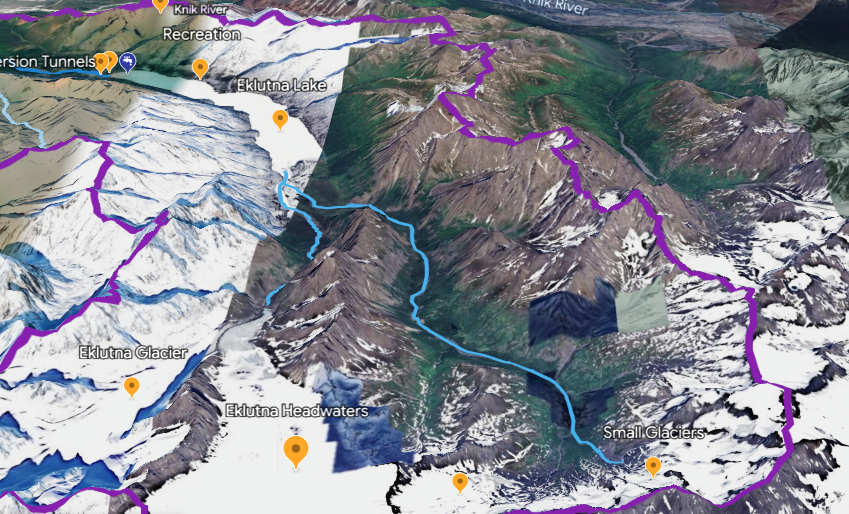 Knik River
Knik River
Recreation
ersion Tunnels
Eklutna Lake
Eklutna Glacier
Eklutna Headwaters
Small Glaciers